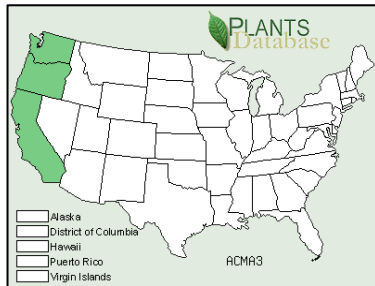 PLANTS
Database
Alaska
District of Columbia
Hawaii
Puerto Rico
Virgin Islands
ACMA3